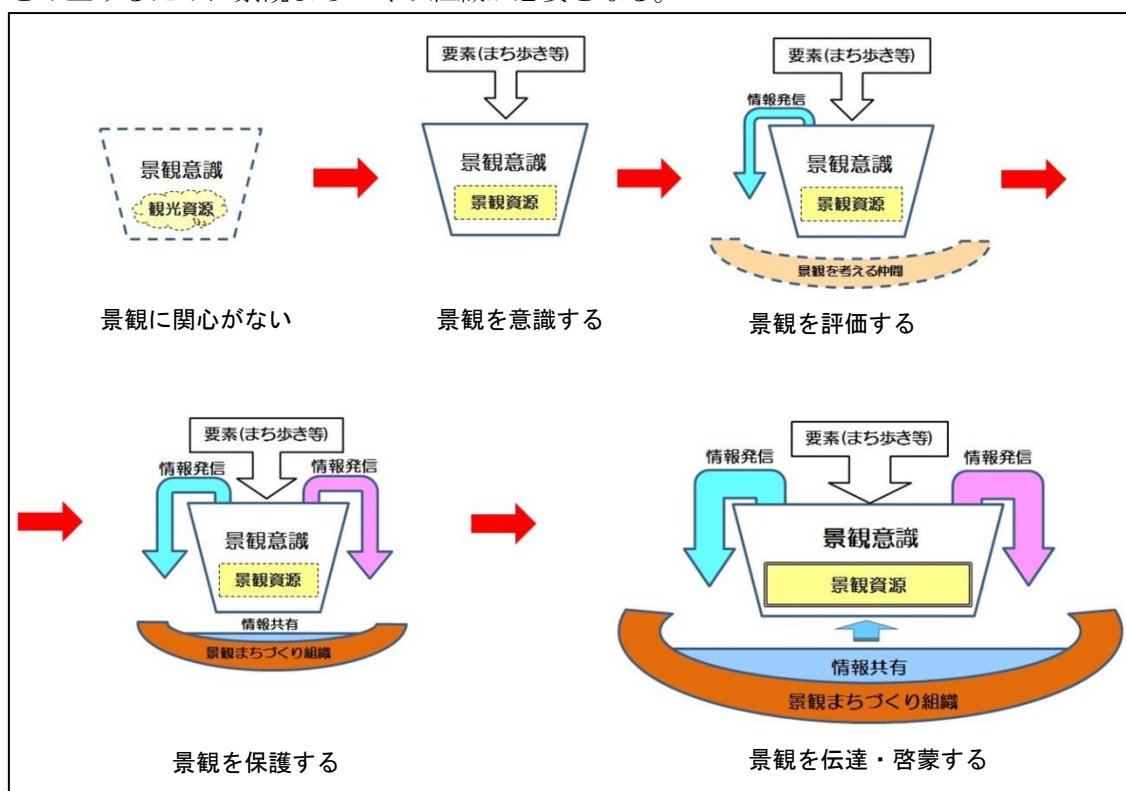 要素(まち歩き等)
景観意識
景観資源
要素(まち歩き等)
情報発信
景観意識
景観資源
景観を考える仲間
景観意識
観光資源
景観に関心がない
景観を意識する
景観を評価する
要素(まち歩き等)
情報発信
情報発信
景観意識
景観資源
情報共有
景観まちづくり組織
景観を保護する
要素(まち歩き等)
情報発信
情報発信
景観意識
景観資源
情報共有
景観まちづくり組織
景観を伝達・啓蒙する